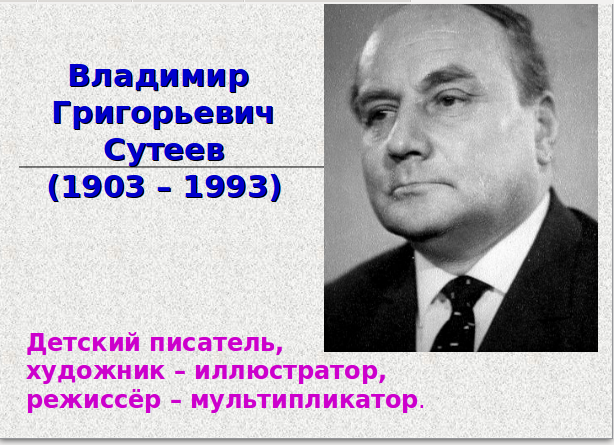 Владимир
Григорьевич
Сутеев
(1903 – 1993)
Детский писатель,
художник – иллюстратор,
режиссёр – мультипликатор.